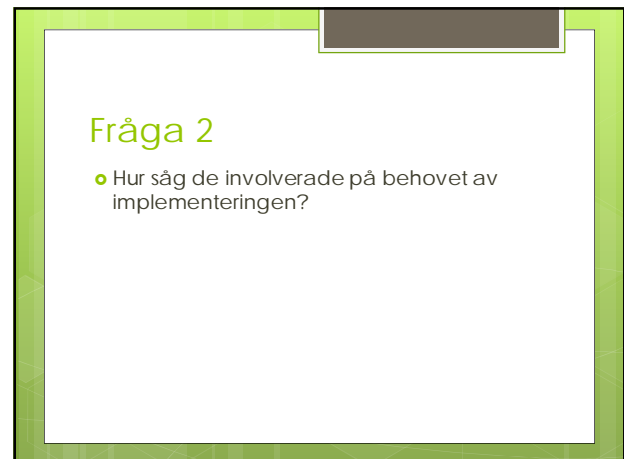 Fråga 2
Hur såg de involverade på behovet av
implementeringen?